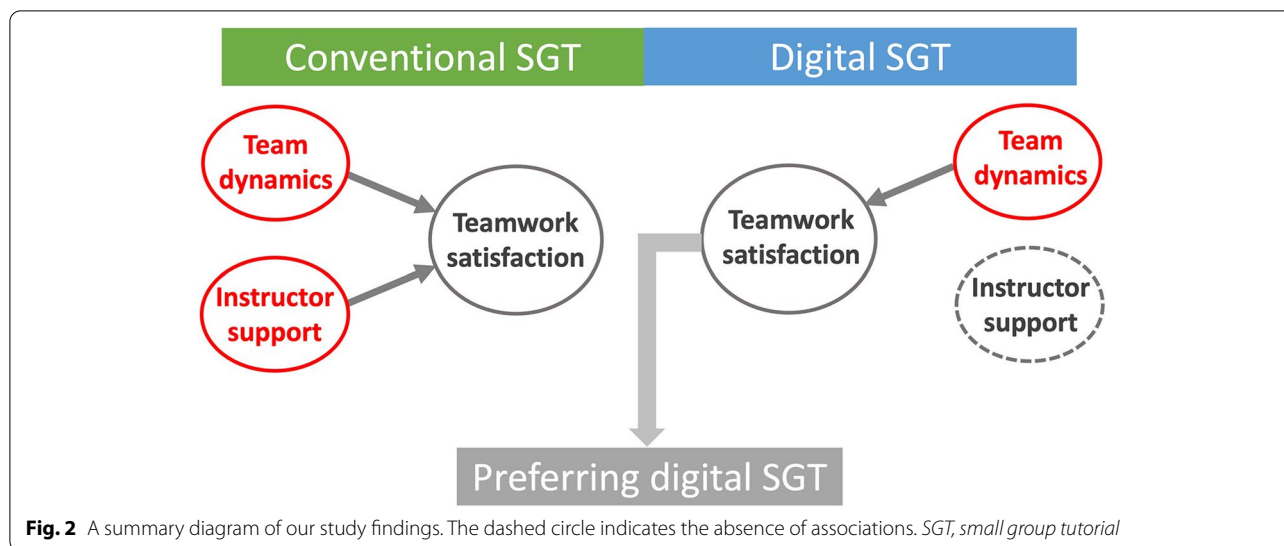 Conventional SGT
Digital SGT
Team
dynamics
Instructor
support
Teamwork
satisfaction
Teamwork
satisfaction
Team
dynamics
Instructor
support
Preferring digital SGT
Fig. 2 A summary diagram of our study findings. The dashed circle indicates the absence of associations. SGT, small group tutorial